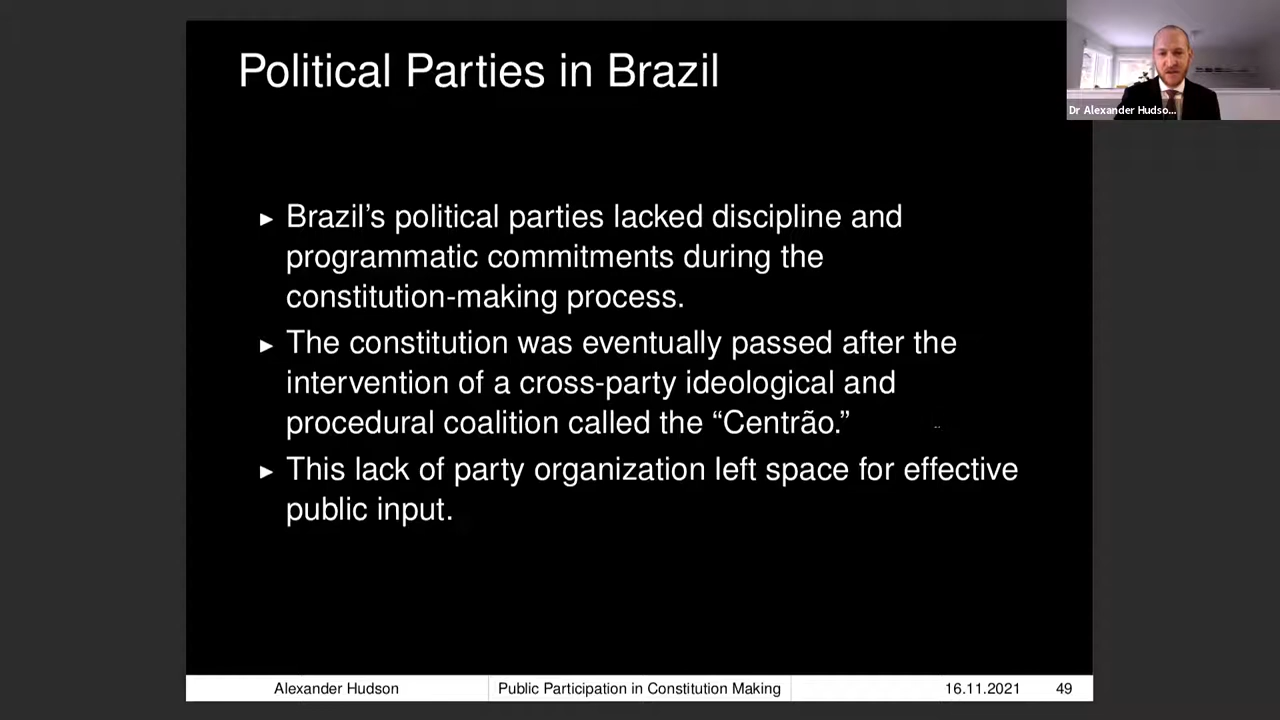 Political Parties in Brazil
Dr Alexander Hudso...
► Brazil’s political parties lacked discipline and
programmatic commitments during the
constitution-making process.
► The constitution was eventually passed after the
intervention of a cross-party ideological and
procedural coalition called the “Centrão.”
► This lack of party organization left space for effective
public input.
Alexander Hudson
Public Participation in Constitution Making
16.11.2021 49